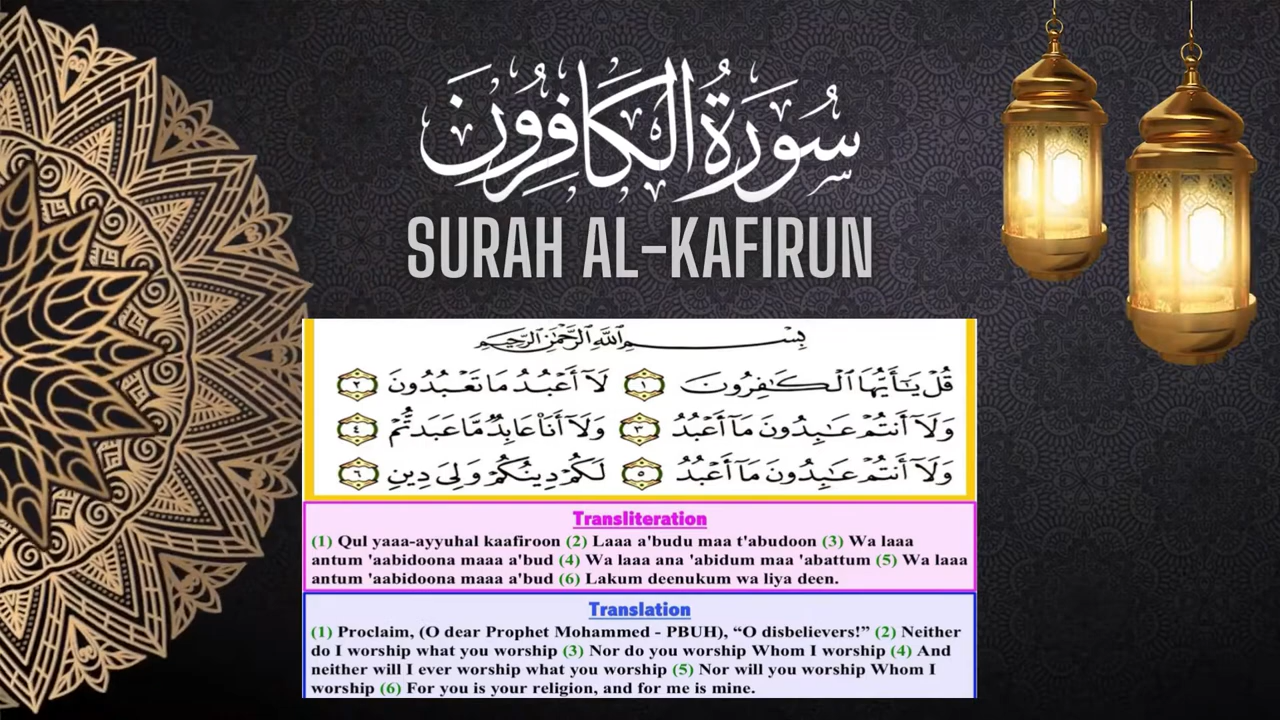 سُورَةُ الْكَافِرُونَ
SURAH AL-KAFIRUN
بِسْمِ اللَّهِ الرَّحْمَٰنِ الرَّحِيمِ
قُلْ يَٰٓأَيُّهَا ٱلْكَٰفِرُونَ ١ لَآ أَعْبُدُ مَا تَعْبُدُونَ ٢
وَلَآ أَنتُمْ عَٰبِدُونَ مَآ أَعْبُدُ ٣ وَلَآ أَنَا۠ عَابِدٌ مَّا عَبَدتُّمْ ٤
وَلَآ أَنتُمْ عَٰبِدُونَ مَآ أَعْبُدُ ٥ لَكُمْ دِينُكُمْ وَلِىَ دِينِ ٦
Transliteration
(1) Qul yaaa-ayyuhal kaafiroon (2) Laaa a'budu maa t'abudoon (3) Wa laaa
antum 'aabidoona maaa a'bud (4) Wa laaa ana 'abidum maa 'abattum (5) Wa laaa
antum 'aabidoona maaa a'bud (6) Lakum deenukum wa liya deen.
Translation
(1) Proclaim, (O dear Prophet Mohammed - PBUH), “O disbelievers!” (2) Neither
do I worship what you worship (3) Nor do you worship Whom I worship (4) And
neither will I ever worship what you worship (5) Nor will you worship Whom I
worship (6) For you is your religion, and for me is mine.